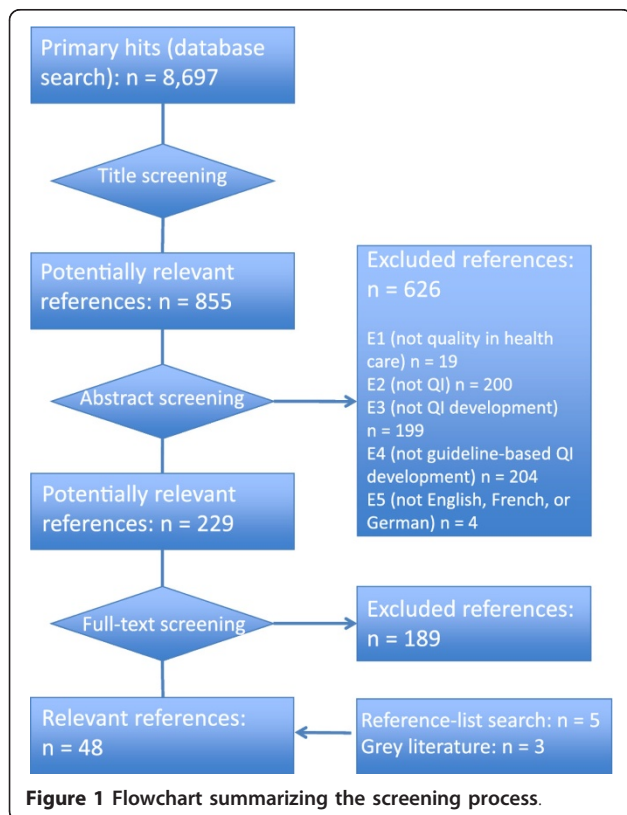 Primary hits (database
search): n = 8,697
Title screening
Potentially relevant
references: n = 855
Excluded references:
n = 626
E1 (not quality in health
care) n = 19
E2 (not QI) n = 200
E3 (not QI development)
n = 199
E4 (not guideline-based QI
development) n = 204
E5 (not English, French, or
German) n = 4
Abstract screening
Potentially relevant
references: n = 229
Full-text screening
Excluded references:
n = 189
Relevant references:
n = 48
Reference-list search: n = 5
Grey literature: n = 3
Figure 1 Flowchart summarizing the screening process.